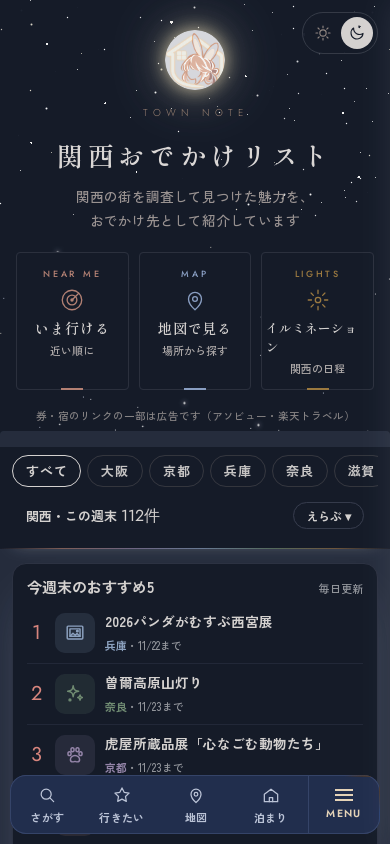 TOWN NOTE
関西おでかけリスト
関西の街を調査して見つけた魅力を、
おでかけ先として紹介しています
NEAR ME
いま行ける
近い順に
MAP
地図で見る
場所から探す
LIGHTS
イルミネーショ
ン
関西の日程
券・宿のリンクの一部は広告です（アソビュー・楽天トラベル）
すべて 大阪 京都 兵庫 奈良 滋賀
関西・この週末 112件 えらぶ ▾
今週末のおすすめ5 毎日更新
1 2026パンダがむすぶ西宮展
兵庫・11/22まで
2 曽爾高原山灯り
奈良・11/23まで
3 虎屋所蔵品展「心なごむ動物たち」
京都・11/23まで
さがす 行きたい 地図 泊まり MENU